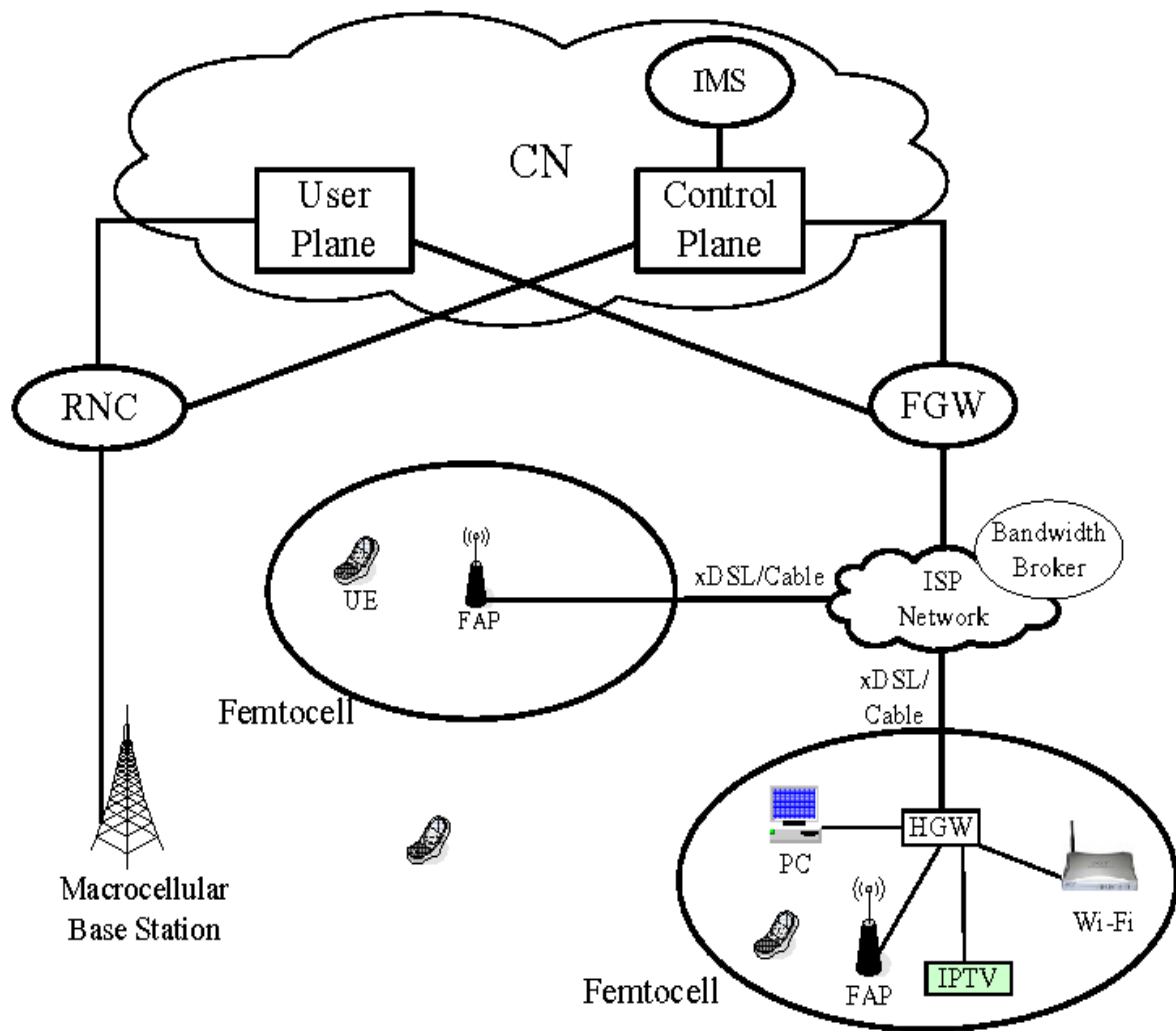 IMS
CN
User
Plane
Control
Plane
RNC
FGW
Bandwidth
Broker
xDSL/Cable
ISP
Network
UE
FAP
xDSL/
Cable
Femtocell
HGW
PC
Macrocellular
Base Station
Wi-Fi
IPTV
FAP
Femtocell